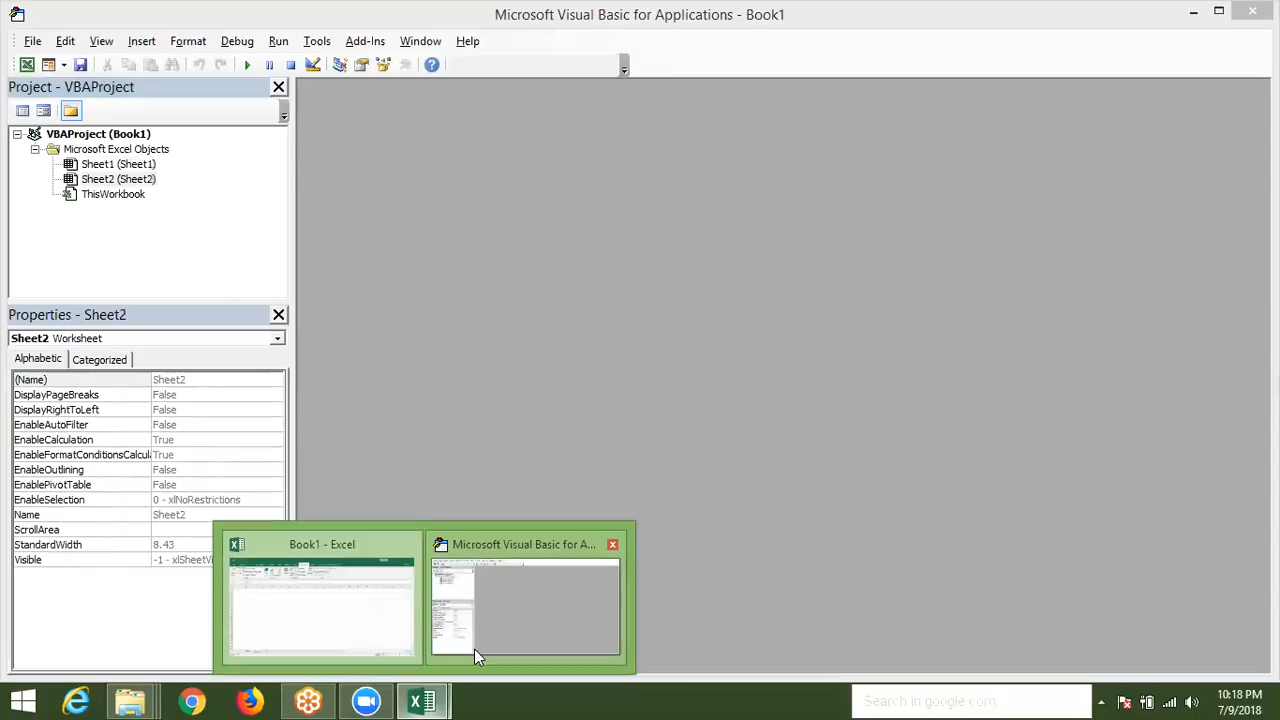 Microsoft Visual Basic for Applications - Book1
File Edit View Insert Format Debug Run Tools Add-Ins Window Help
Project - VBAProject
VBAProject (Book1)
Microsoft Excel Objects
Sheet1 (Sheet1)
Sheet2 (Sheet2)
ThisWorkbook
Properties - Sheet2
Sheet2 Worksheet
Alphabetic Categorized
(Name) Sheet2
DisplayPageBreaks False
DisplayRightToLeft False
EnableAutoFilter False
EnableCalculation True
EnableFormatConditionsCalcul True
EnableOutlining False
EnablePivotTable False
EnableSelection 0 - xlNoRestrictions
Name Sheet2
ScrollArea
StandardWidth 8.43
Visible -1 - xlSheetVi
Book1 - Excel
Microsoft Visual Basic for A...
Search in google.com
10:18 PM
7/9/2018